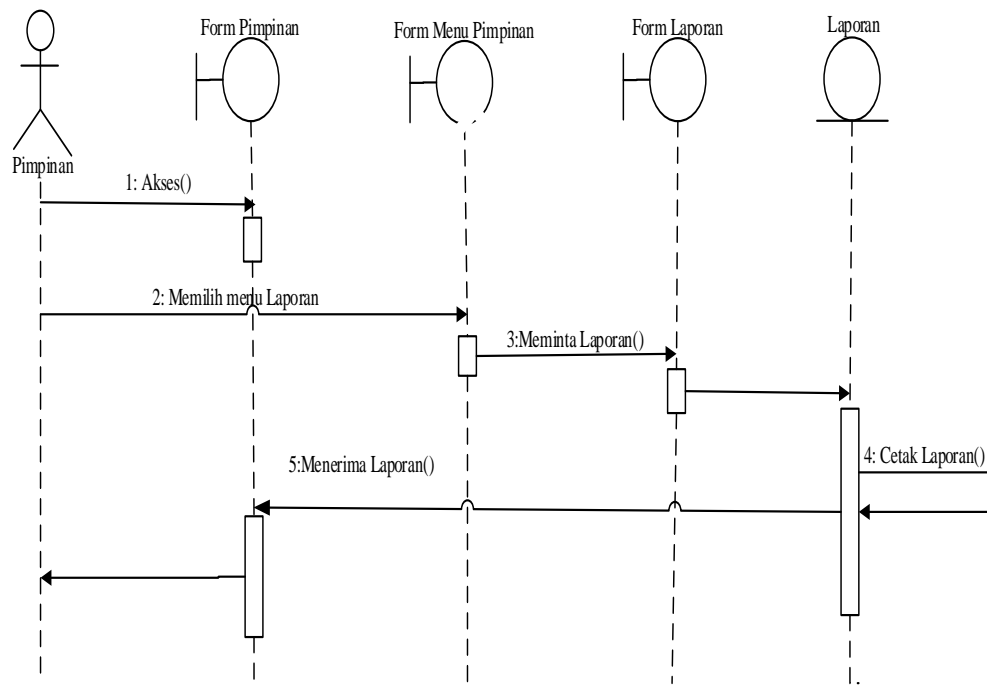 Form Pimpinan
Form Menu Pimpinan
Form Laporan
Laporan
Pimpinan
1: Akses()
2: Memilih menu Laporan
3:Meminta Laporan()
4: Cetak Laporan()
5:Menerima Laporan()